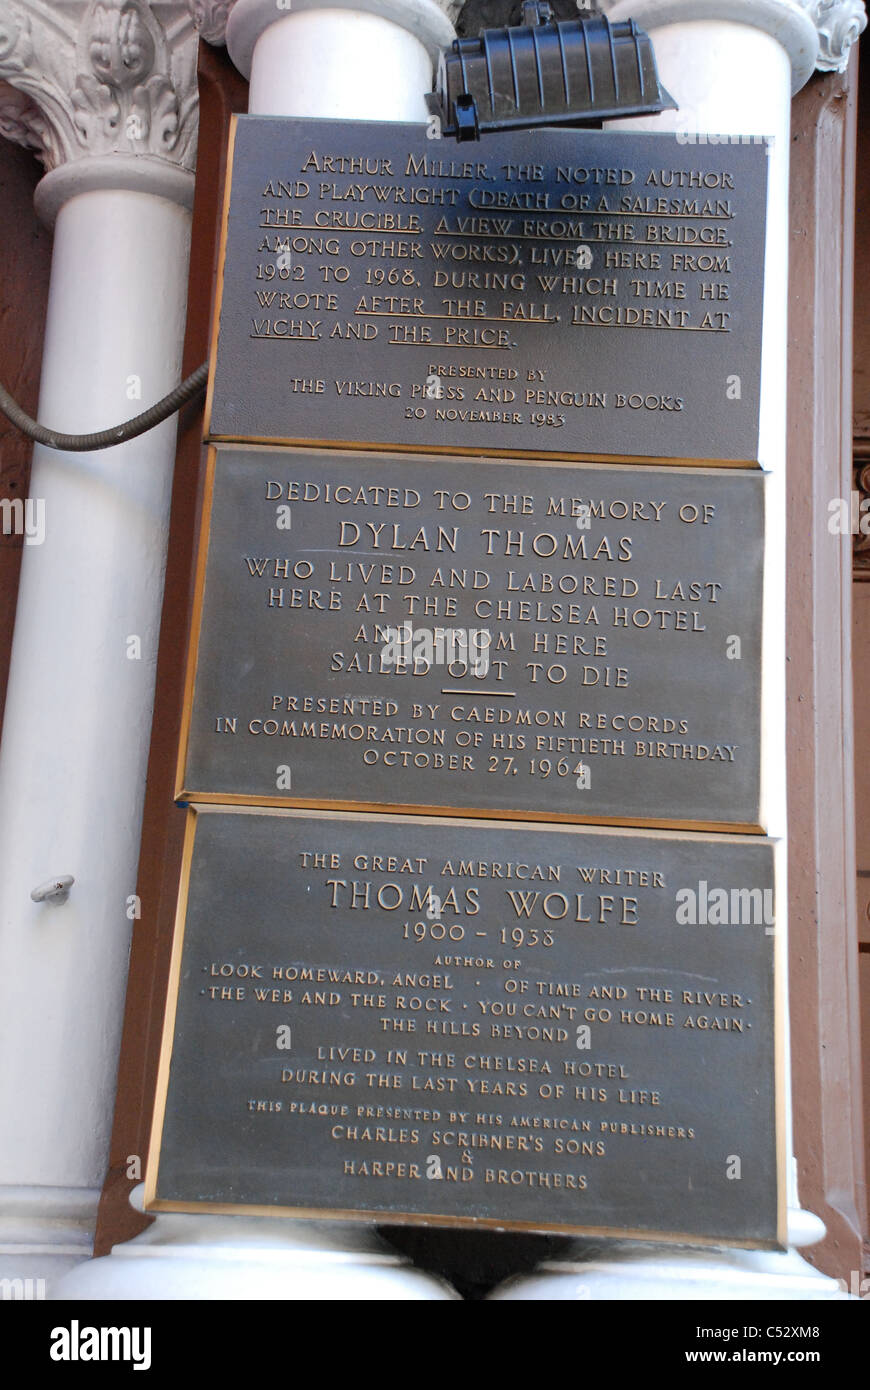 ARTHUR MILLER, THE NOTED AUTHOR
AND PLAYWRIGHT (DEATH OF A SALESMAN,
THE CRUCIBLE, A VIEW FROM THE BRIDGE,
AMONG OTHER WORKS), LIVED HERE FROM
1962 TO 1968, DURING WHICH TIME HE
WROTE AFTER THE FALL, INCIDENT AT
VICHY, AND THE PRICE.
PRESENTED BY
THE VIKING PRESS AND PENGUIN BOOKS
20 NOVEMBER 1983
DEDICATED TO THE MEMORY OF
DYLAN THOMAS
WHO LIVED AND LABORED LAST
HERE AT THE CHELSEA HOTEL
AND FROM HERE
SAILED OUT TO DIE
PRESENTED BY CAEDMON RECORDS
IN COMMEMORATION OF HIS FIFTIETH BIRTHDAY
OCTOBER 27, 1964
THE GREAT AMERICAN WRITER
THOMAS WOLFE
1900 - 1938
AUTHOR OF
·LOOK HOMEWARD, ANGEL · OF TIME AND THE RIVER·
·THE WEB AND THE ROCK · YOU CAN'T GO HOME AGAIN·
THE HILLS BEYOND
LIVED IN THE CHELSEA HOTEL
DURING THE LAST YEARS OF HIS LIFE
THIS PLAQUE PRESENTED BY HIS AMERICAN PUBLISHERS
CHARLES SCRIBNER'S SONS
&
HARPER AND BROTHERS
alamy
Image ID: C52XM8
www.alamy.com